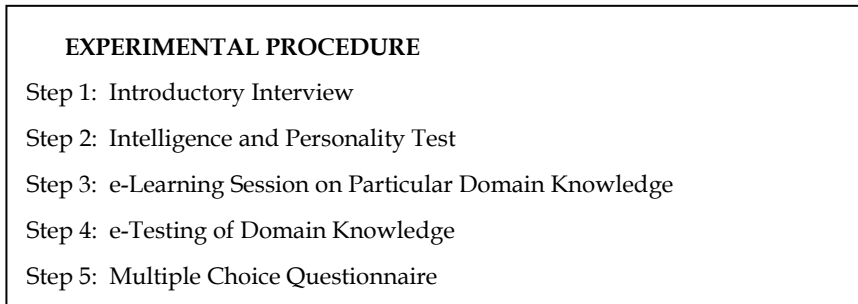 EXPERIMENTAL PROCEDURE
Step 1: Introductory Interview
Step 2: Intelligence and Personality Test
Step 3: e-Learning Session on Particular Domain Knowledge
Step 4: e-Testing of Domain Knowledge
Step 5: Multiple Choice Questionnaire